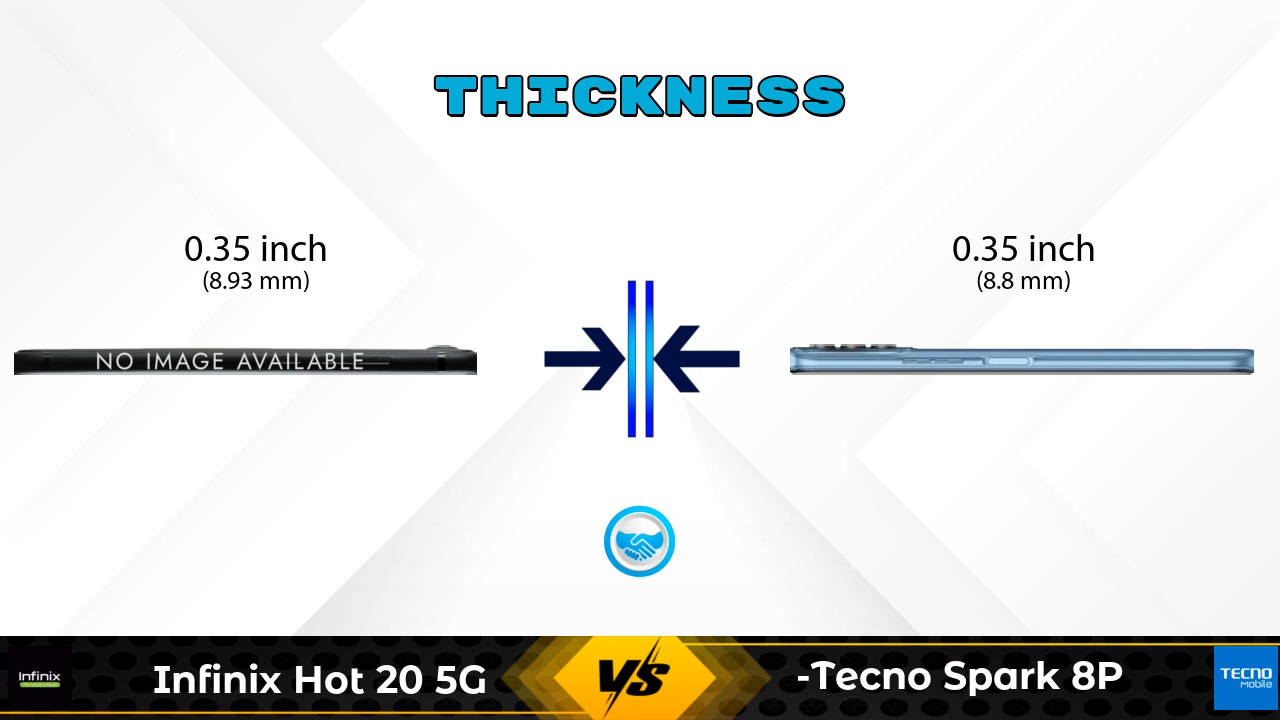 THICKNESS
0.35 inch
(8.93 mm)
0.35 inch
(8.8 mm)
NO IMAGE AVAILABLE
Infinix
Infinix Hot 20 5G
VS
-Tecno Spark 8P
TECNO
mobile